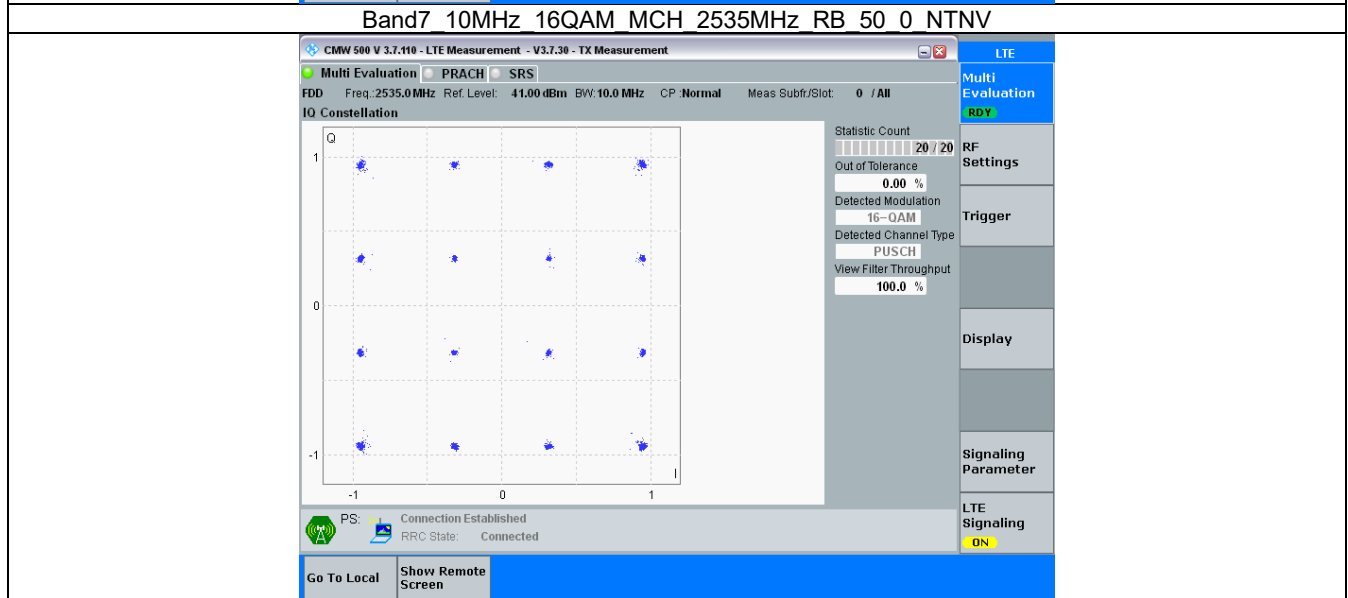 Band7_10MHz_16QAM_MCH_2535MHz_RB_50_0_NTNV
CMW 500 V 3.7.110 - LTE Measurement - V3.7.30 - TX Measurement
LTE
Multi Evaluation PRACH SRS
Multi
Evaluation
RDY
FDD Freq.:2535.0 MHz Ref. Level: 41.00 dBm BW:10.0 MHz CP :Normal Meas Subfr./Slot: 0 / All
IQ Constellation
Q
1
0
-1
I
-1 0 1
Statistic Count
20 / 20
Out of Tolerance
0.00 %
Detected Modulation
16-QAM
Detected Channel Type
PUSCH
View Filter Throughput
100.0 %
RF
Settings
Trigger
Display
Signaling
Parameter
LTE
Signaling
ON
PS: Connection Established
RRC State: Connected
Go To Local
Show Remote
Screen